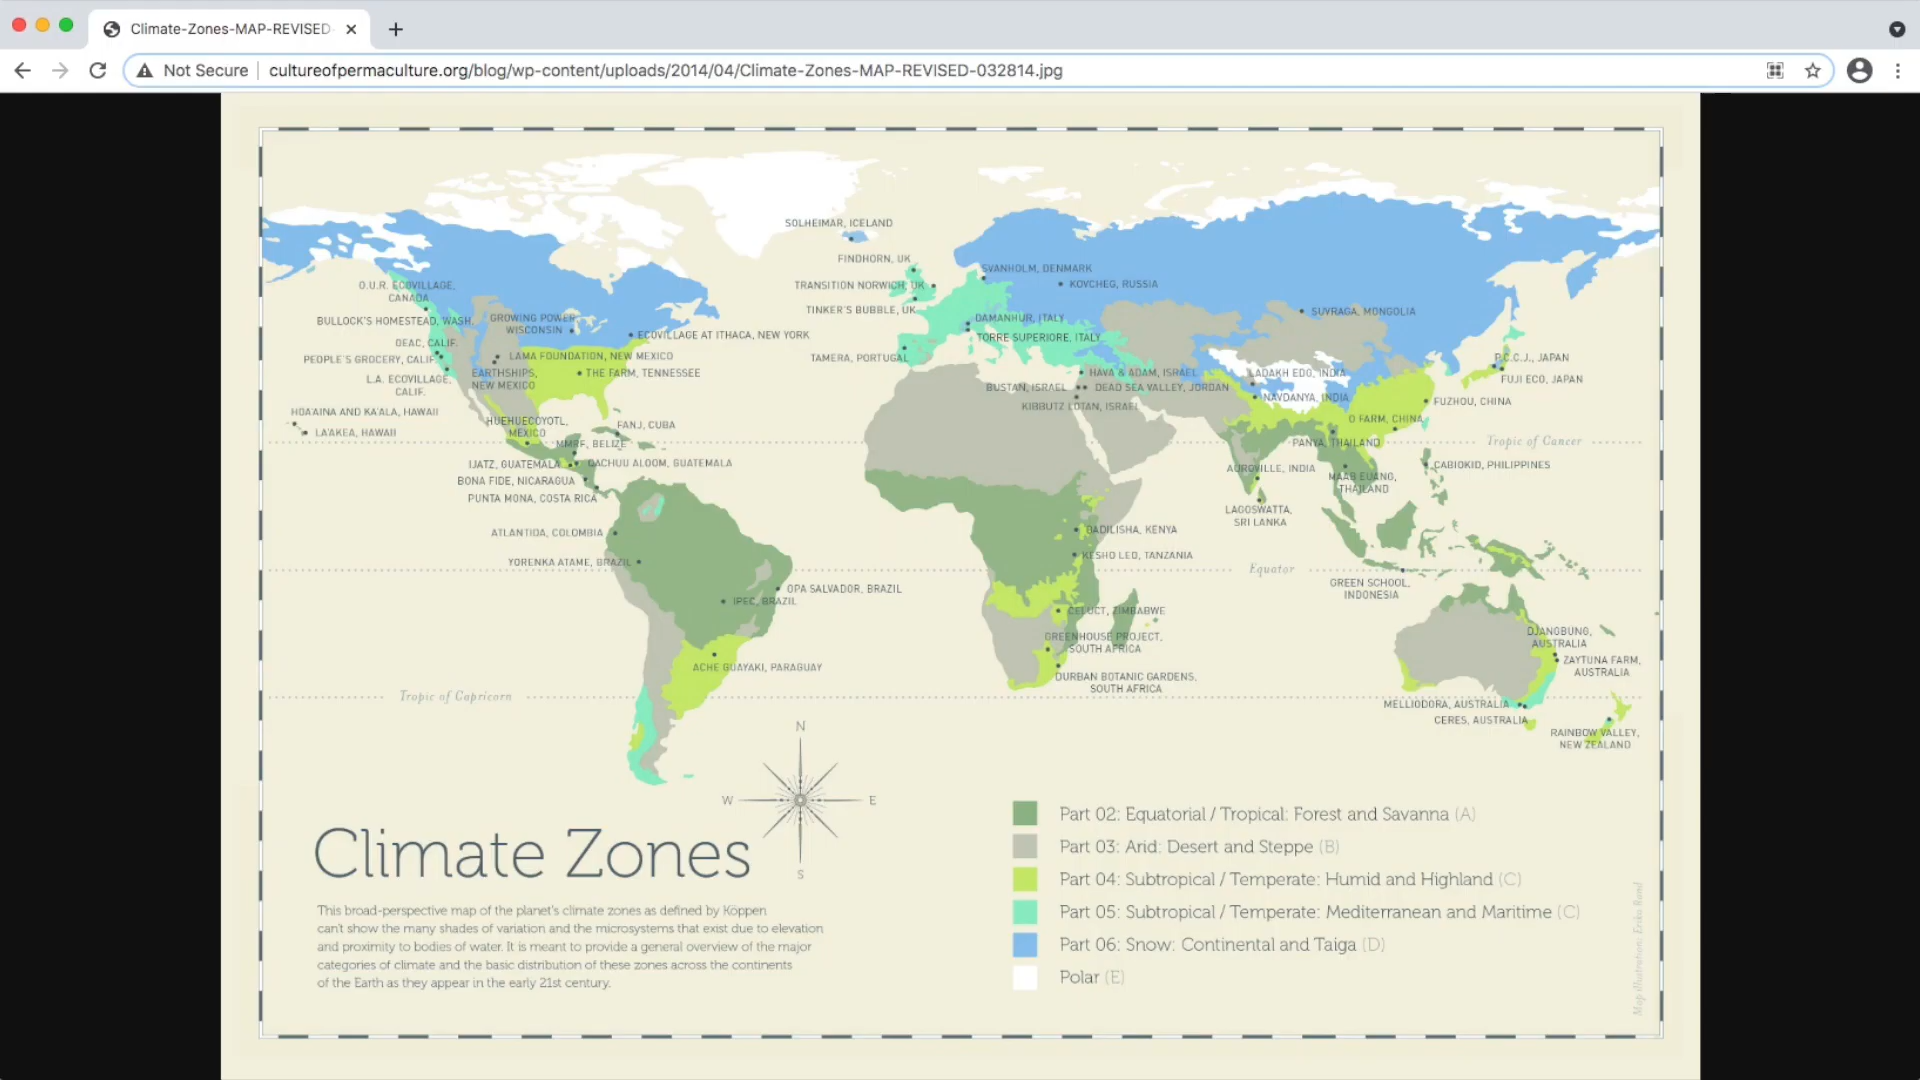 Climate-Zones-MAP-REVISED
Not Secure
cultureofpermaculture.org/blog/wp-content/uploads/2014/04/Climate-Zones-MAP-REVISED-032814.jpg
SOLHEIMAR, ICELAND
FINDHORN, UK
SVANHOLM, DENMARK
O.U.R. ECOVILLAGE,
CANADA
TRANSITION NORWICH, UK
KOVCHEG, RUSSIA
TINKER'S BUBBLE, UK
SUVRAGA, MONGOLIA
BULLOCK'S HOMESTEAD, WASH.
GROWING POWER,
WISCONSIN
DAMANHUR, ITALY
ECOVILLAGE AT ITHACA, NEW YORK
TORRE SUPERIORE, ITALY
OEAC, CALIF.
PEOPLE'S GROCERY, CALIF.
LAMA FOUNDATION, NEW MEXICO
TAMERA, PORTUGAL
P.C.C.J., JAPAN
EARTHSHIPS,
NEW MEXICO
THE FARM, TENNESSEE
HAVA & ADAM, ISRAEL
LADAKH EDO, INDIA
FUJI ECO, JAPAN
L.A. ECOVILLAGE,
CALIF.
BUSTAN, ISRAEL
DEAD SEA VALLEY, JORDAN
NAVDANYA, INDIA
KIBBUTZ LOTAN, ISRAEL
FUZHOU, CHINA
HOA'AINA AND KA'ALA, HAWAII
LA'AKEA, HAWAII
HUEHUECOYOTL,
MEXICO
FANJ, CUBA
O FARM, CHINA
MMRF, BELIZE
PANYA, THAILAND
Tropic of Cancer
IJATZ, GUATEMALA
QACHUU ALOOM, GUATEMALA
AUROVILLE, INDIA
CABIOKID, PHILIPPINES
BONA FIDE, NICARAGUA
MAAB EUANG,
THAILAND
PUNTA MONA, COSTA RICA
LAGOSWATTA,
SRI LANKA
ATLANTIDA, COLOMBIA
BADILISHA, KENYA
KESHO LEO, TANZANIA
YORENKA ATAME, BRAZIL
Equator
GREEN SCHOOL,
INDONESIA
OPA SALVADOR, BRAZIL
IPEC, BRAZIL
CELUCT, ZIMBABWE
GREENHOUSE PROJECT,
SOUTH AFRICA
DJANGBUNG,
AUSTRALIA
ACHE GUAYAKI, PARAGUAY
ZAYTUNA FARM,
AUSTRALIA
DURBAN BOTANIC GARDENS,
SOUTH AFRICA
Tropic of Capricorn
MELLIODORA, AUSTRALIA
CERES, AUSTRALIA
RAINBOW VALLEY,
NEW ZEALAND
N
W
E
S
Climate Zones
This broad-perspective map of the planet's climate zones as defined by Köppen
can't show the many shades of variation and the microsystems that exist due to elevation
and proximity to bodies of water. It is meant to provide a general overview of the major
categories of climate and the basic distribution of these zones across the continents
of the Earth as they appear in the early 21st century.
Part 02: Equatorial / Tropical: Forest and Savanna (A)
Part 03: Arid: Desert and Steppe (B)
Part 04: Subtropical / Temperate: Humid and Highland (C)
Part 05: Subtropical / Temperate: Mediterranean and Maritime (C)
Part 06: Snow: Continental and Taiga (D)
Polar (E)
Map illustration: Erika Rand